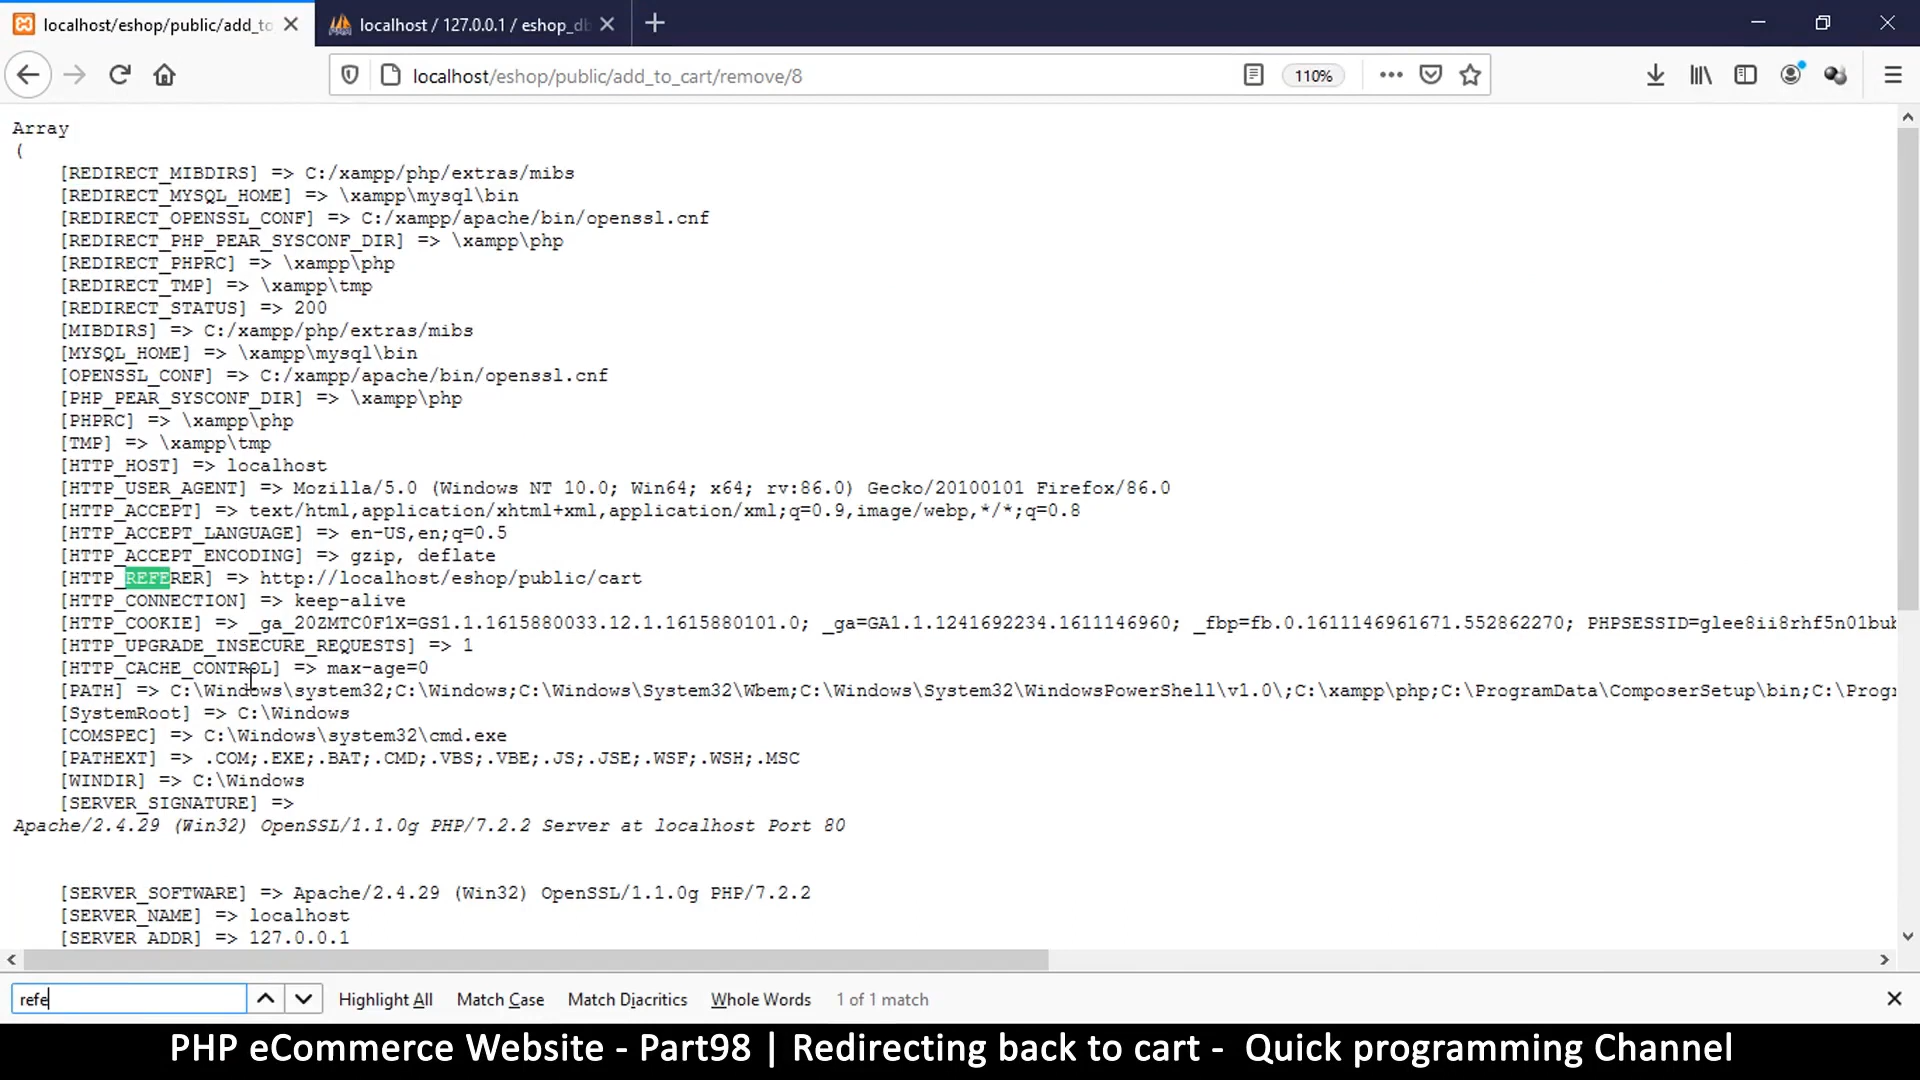 localhost/eshop/public/add_to
localhost / 127.0.0.1 / eshop_db
localhost/eshop/public/add_to_cart/remove/8
110%
Array
(
[REDIRECT_MIBDIRS] => C:/xampp/php/extras/mibs
[REDIRECT_MYSQL_HOME] => \xampp\mysql\bin
[REDIRECT_OPENSSL_CONF] => C:/xampp/apache/bin/openssl.cnf
[REDIRECT_PHP_PEAR_SYSCONF_DIR] => \xampp\php
[REDIRECT_PHPRC] => \xampp\php
[REDIRECT_TMP] => \xampp\tmp
[REDIRECT_STATUS] => 200
[MIBDIRS] => C:/xampp/php/extras/mibs
[MYSQL_HOME] => \xampp\mysql\bin
[OPENSSL_CONF] => C:/xampp/apache/bin/openssl.cnf
[PHP_PEAR_SYSCONF_DIR] => \xampp\php
[PHPRC] => \xampp\php
[TMP] => \xampp\tmp
[HTTP_HOST] => localhost
[HTTP_USER_AGENT] => Mozilla/5.0 (Windows NT 10.0; Win64; x64; rv:86.0) Gecko/20100101 Firefox/86.0
[HTTP_ACCEPT] => text/html,application/xhtml+xml,application/xml;q=0.9,image/webp,*/*;q=0.8
[HTTP_ACCEPT_LANGUAGE] => en-US,en;q=0.5
[HTTP_ACCEPT_ENCODING] => gzip, deflate
[HTTP_REFERER] => http://localhost/eshop/public/cart
[HTTP_CONNECTION] => keep-alive
[HTTP_COOKIE] => _ga_20ZMTC0F1X=GS1.1.1615880033.12.1.1615880101.0; _ga=GA1.1.1241692234.1611146960; _fbp=fb.0.1611146961671.552862270; PHPSESSID=glee8ii8rhf5n01bub
[HTTP_UPGRADE_INSECURE_REQUESTS] => 1
[HTTP_CACHE_CONTROL] => max-age=0
[PATH] => C:\Windows\system32;C:\Windows;C:\Windows\System32\Wbem;C:\Windows\System32\WindowsPowerShell\v1.0\;C:\xampp\php;C:\ProgramData\ComposerSetup\bin;C:\Progr
[SystemRoot] => C:\Windows
[COMSPEC] => C:\Windows\system32\cmd.exe
[PATHEXT] => .COM;.EXE;.BAT;.CMD;.VBS;.VBE;.JS;.JSE;.WSF;.WSH;.MSC
[WINDIR] => C:\Windows
[SERVER_SIGNATURE] =>
Apache/2.4.29 (Win32) OpenSSL/1.1.0g PHP/7.2.2 Server at localhost Port 80
[SERVER_SOFTWARE] => Apache/2.4.29 (Win32) OpenSSL/1.1.0g PHP/7.2.2
[SERVER_NAME] => localhost
[SERVER_ADDR] => 127.0.0.1
refe Highlight All Match Case Match Diacritics Whole Words 1 of 1 match
PHP eCommerce Website - Part98 | Redirecting back to cart - Quick programming Channel